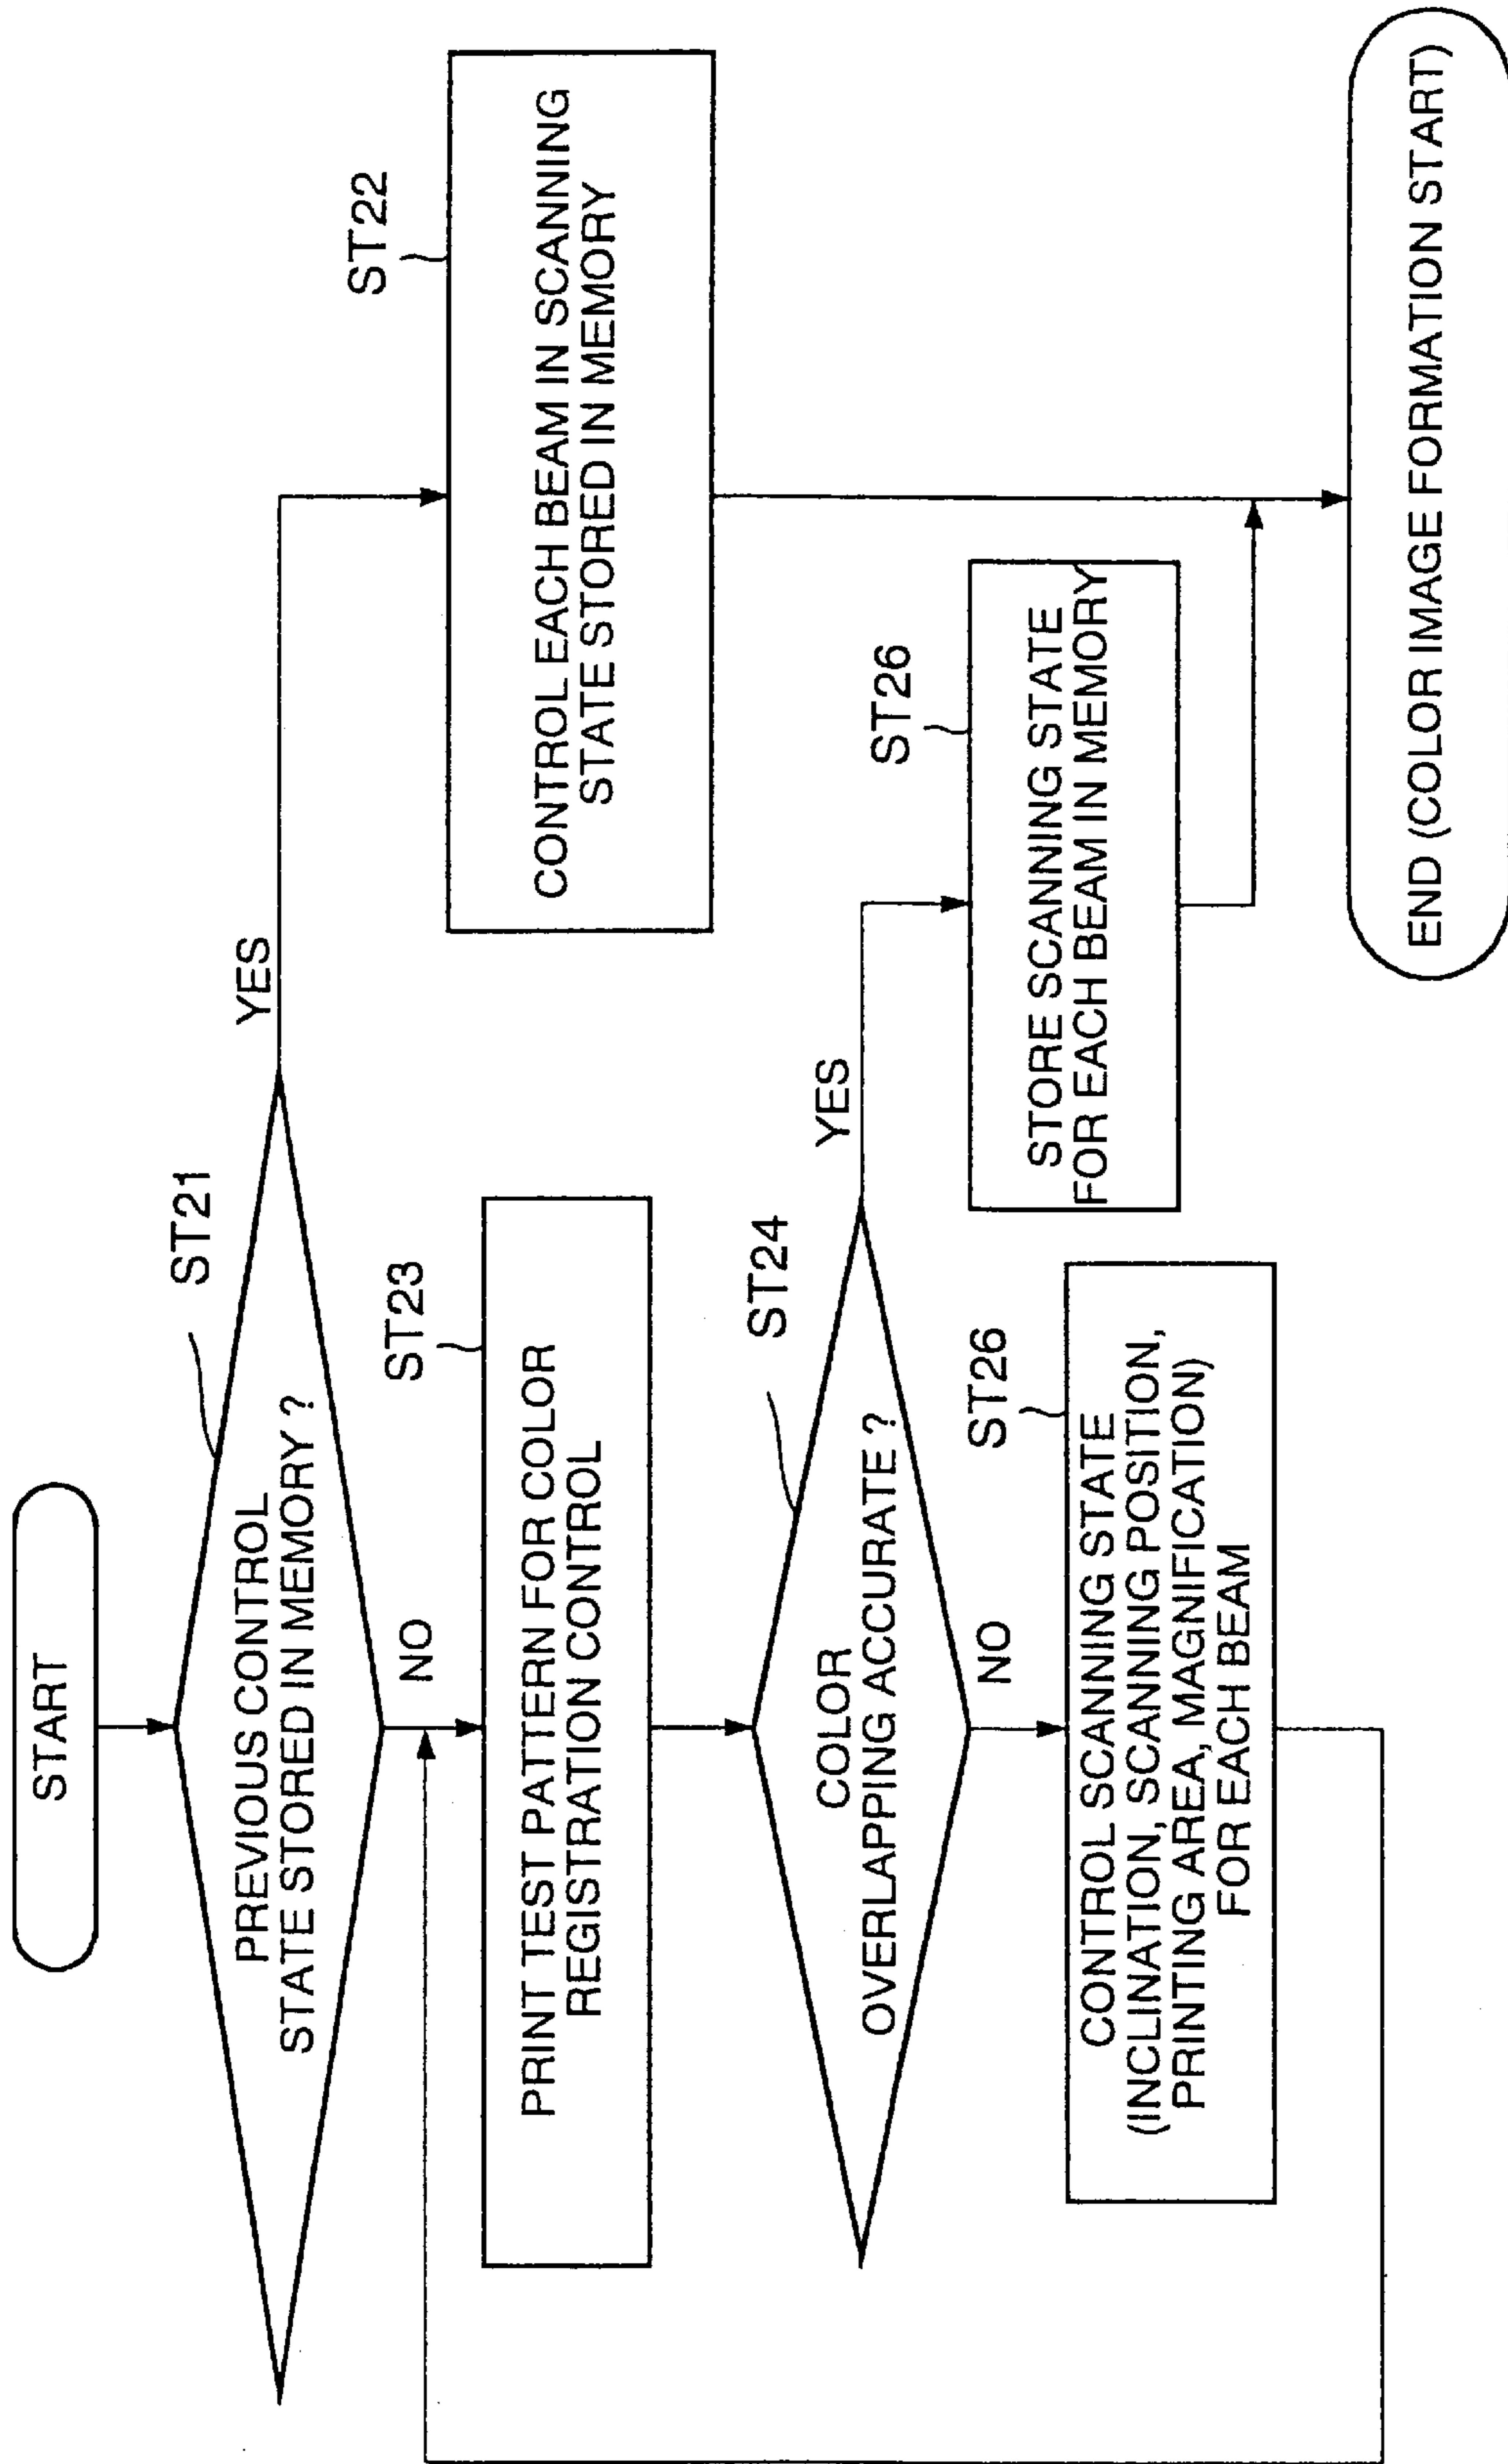 START
ST21
PREVIOUS CONTROL
STATE STORED IN MEMORY ?
YES
NO
ST22
CONTROL EACH BEAM IN SCANNING
STATE STORED IN MEMORY
ST23
PRINT TEST PATTERN FOR COLOR
REGISTRATION CONTROL
ST24
COLOR
OVERLAPPING ACCURATE ?
YES
NO
ST26
STORE SCANNING STATE
FOR EACH BEAM IN MEMORY
ST26
CONTROL SCANNING STATE
(INCLINATION, SCANNING POSITION,
PRINTING AREA, MAGNIFICATION)
FOR EACH BEAM
END (COLOR IMAGE FORMATION START)